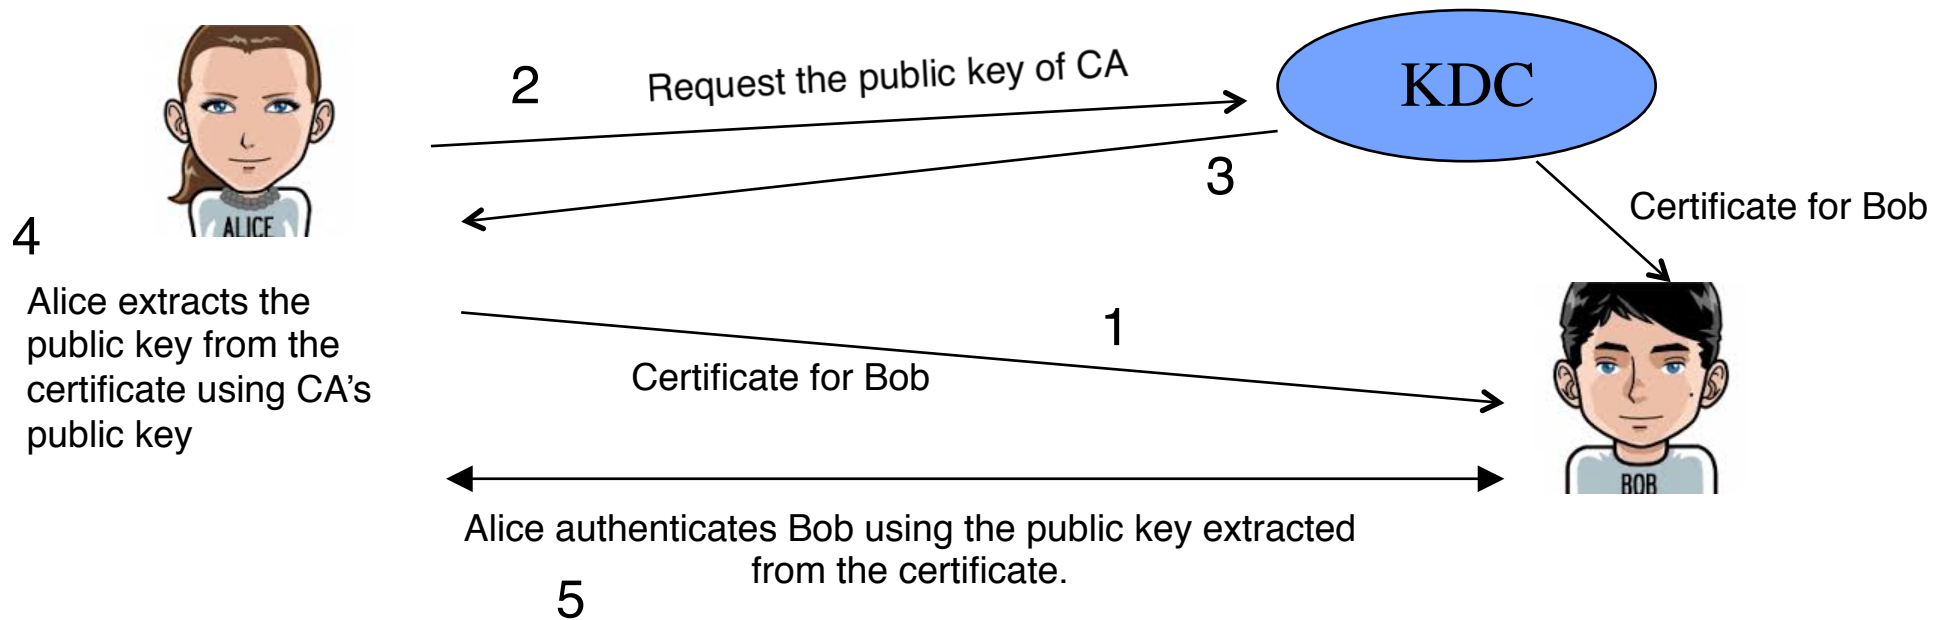 2
Request the public key of CA
KDC
3
Certificate for Bob
ALICE
4
Alice extracts the
public key from the
certificate using CA's
public key
1
Certificate for Bob
BOB
Alice authenticates Bob using the public key extracted
from the certificate.
5